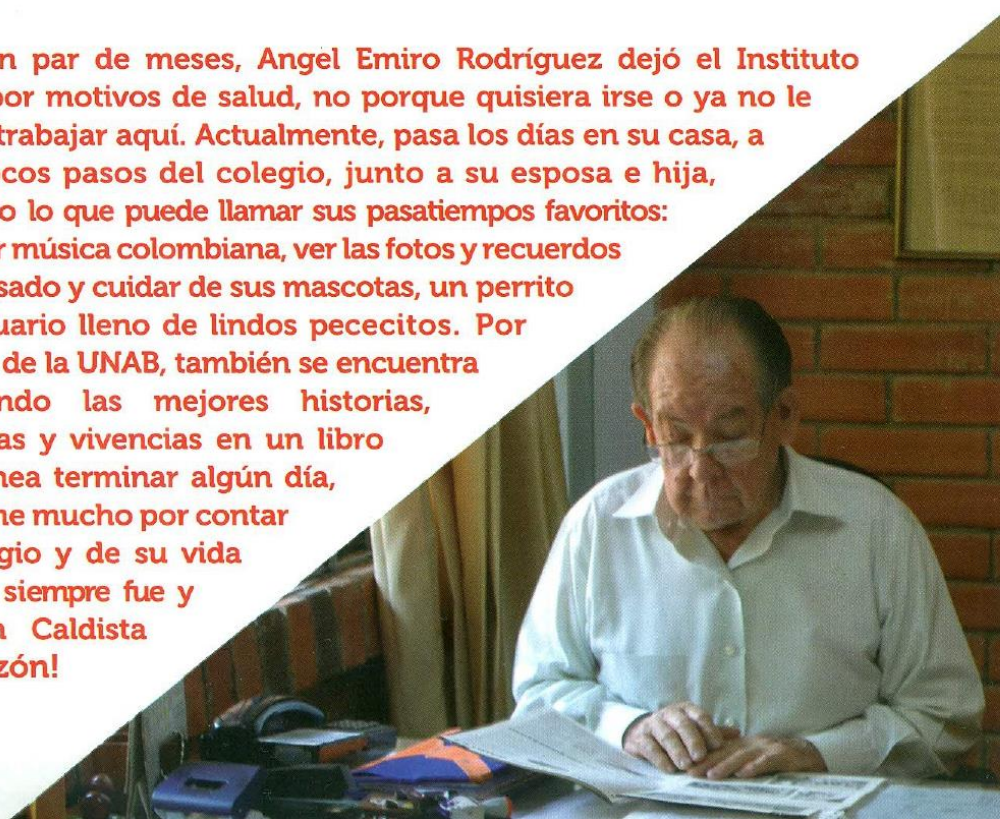 n par de meses, Angel Emiro Rodríguez dejó el Instituto
por motivos de salud, no porque quisiera irse o ya no le
trabajar aquí. Actualmente, pasa los días en su casa, a
cos pasos del colegio, junto a su esposa e hija,
o lo que puede llamar sus pasatiempos favoritos:
r música colombiana, ver las fotos y recuerdos
sado y cuidar de sus mascotas, un perrito
uario lleno de lindos pececitos. Por
de la UNAB, también se encuentra
ndo las mejores historias,
as y vivencias en un libro
nea terminar algún día,
ne mucho por contar
gio y de su vida
siempre fue y
a Caldista
zón!